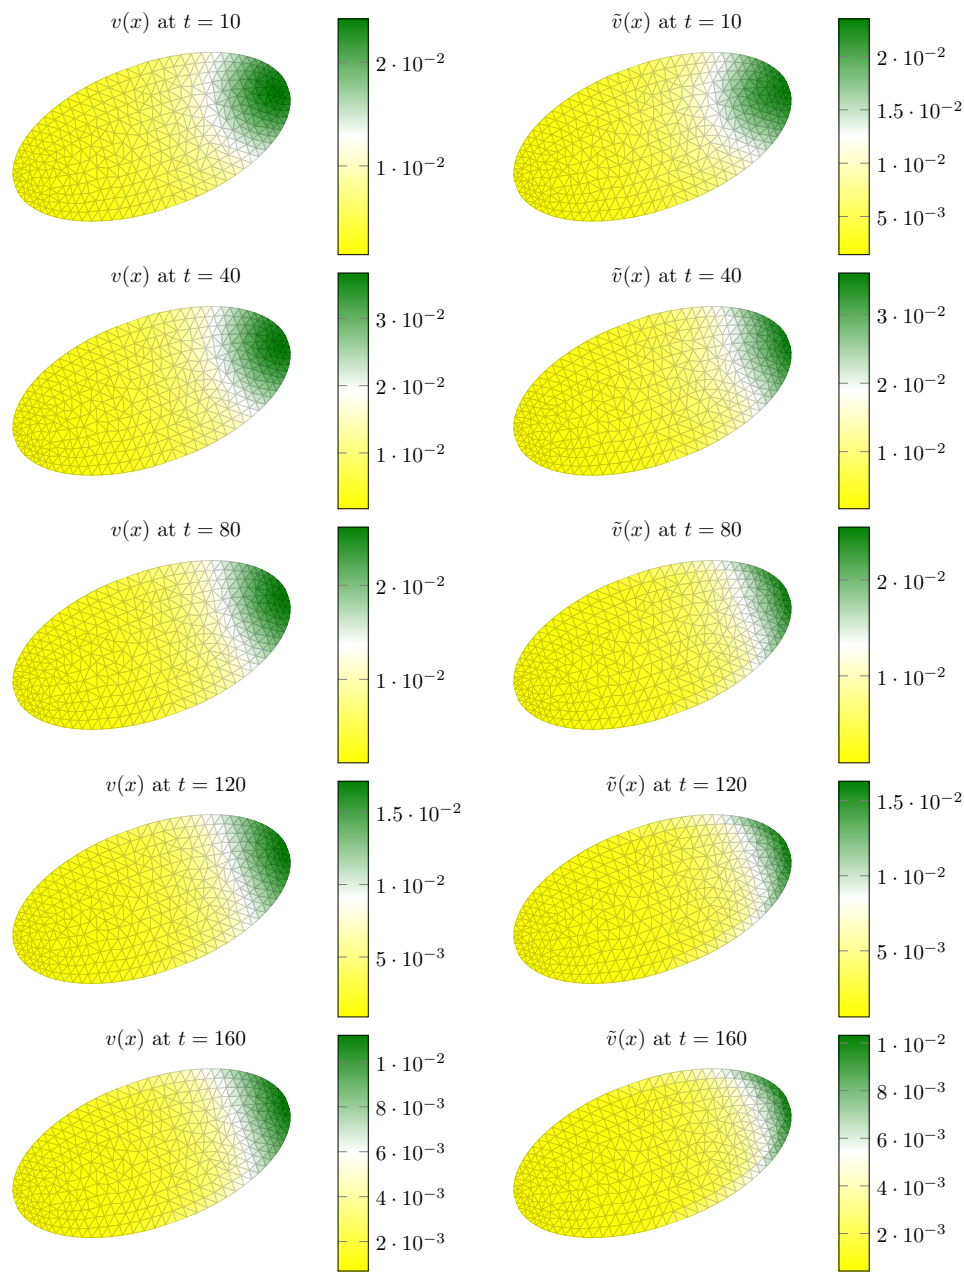 v(x) at t = 10
2 · 10⁻²
1 · 10⁻²
ṽ(x) at t = 10
2 · 10⁻²
1.5 · 10⁻²
1 · 10⁻²
5 · 10⁻³
v(x) at t = 40
3 · 10⁻²
2 · 10⁻²
1 · 10⁻²
ṽ(x) at t = 40
3 · 10⁻²
2 · 10⁻²
1 · 10⁻²
v(x) at t = 80
2 · 10⁻²
1 · 10⁻²
ṽ(x) at t = 80
2 · 10⁻²
1 · 10⁻²
v(x) at t = 120
1.5 · 10⁻²
1 · 10⁻²
5 · 10⁻³
ṽ(x) at t = 120
1.5 · 10⁻²
1 · 10⁻²
5 · 10⁻³
v(x) at t = 160
1 · 10⁻²
8 · 10⁻³
6 · 10⁻³
4 · 10⁻³
2 · 10⁻³
ṽ(x) at t = 160
1 · 10⁻²
8 · 10⁻³
6 · 10⁻³
4 · 10⁻³
2 · 10⁻³